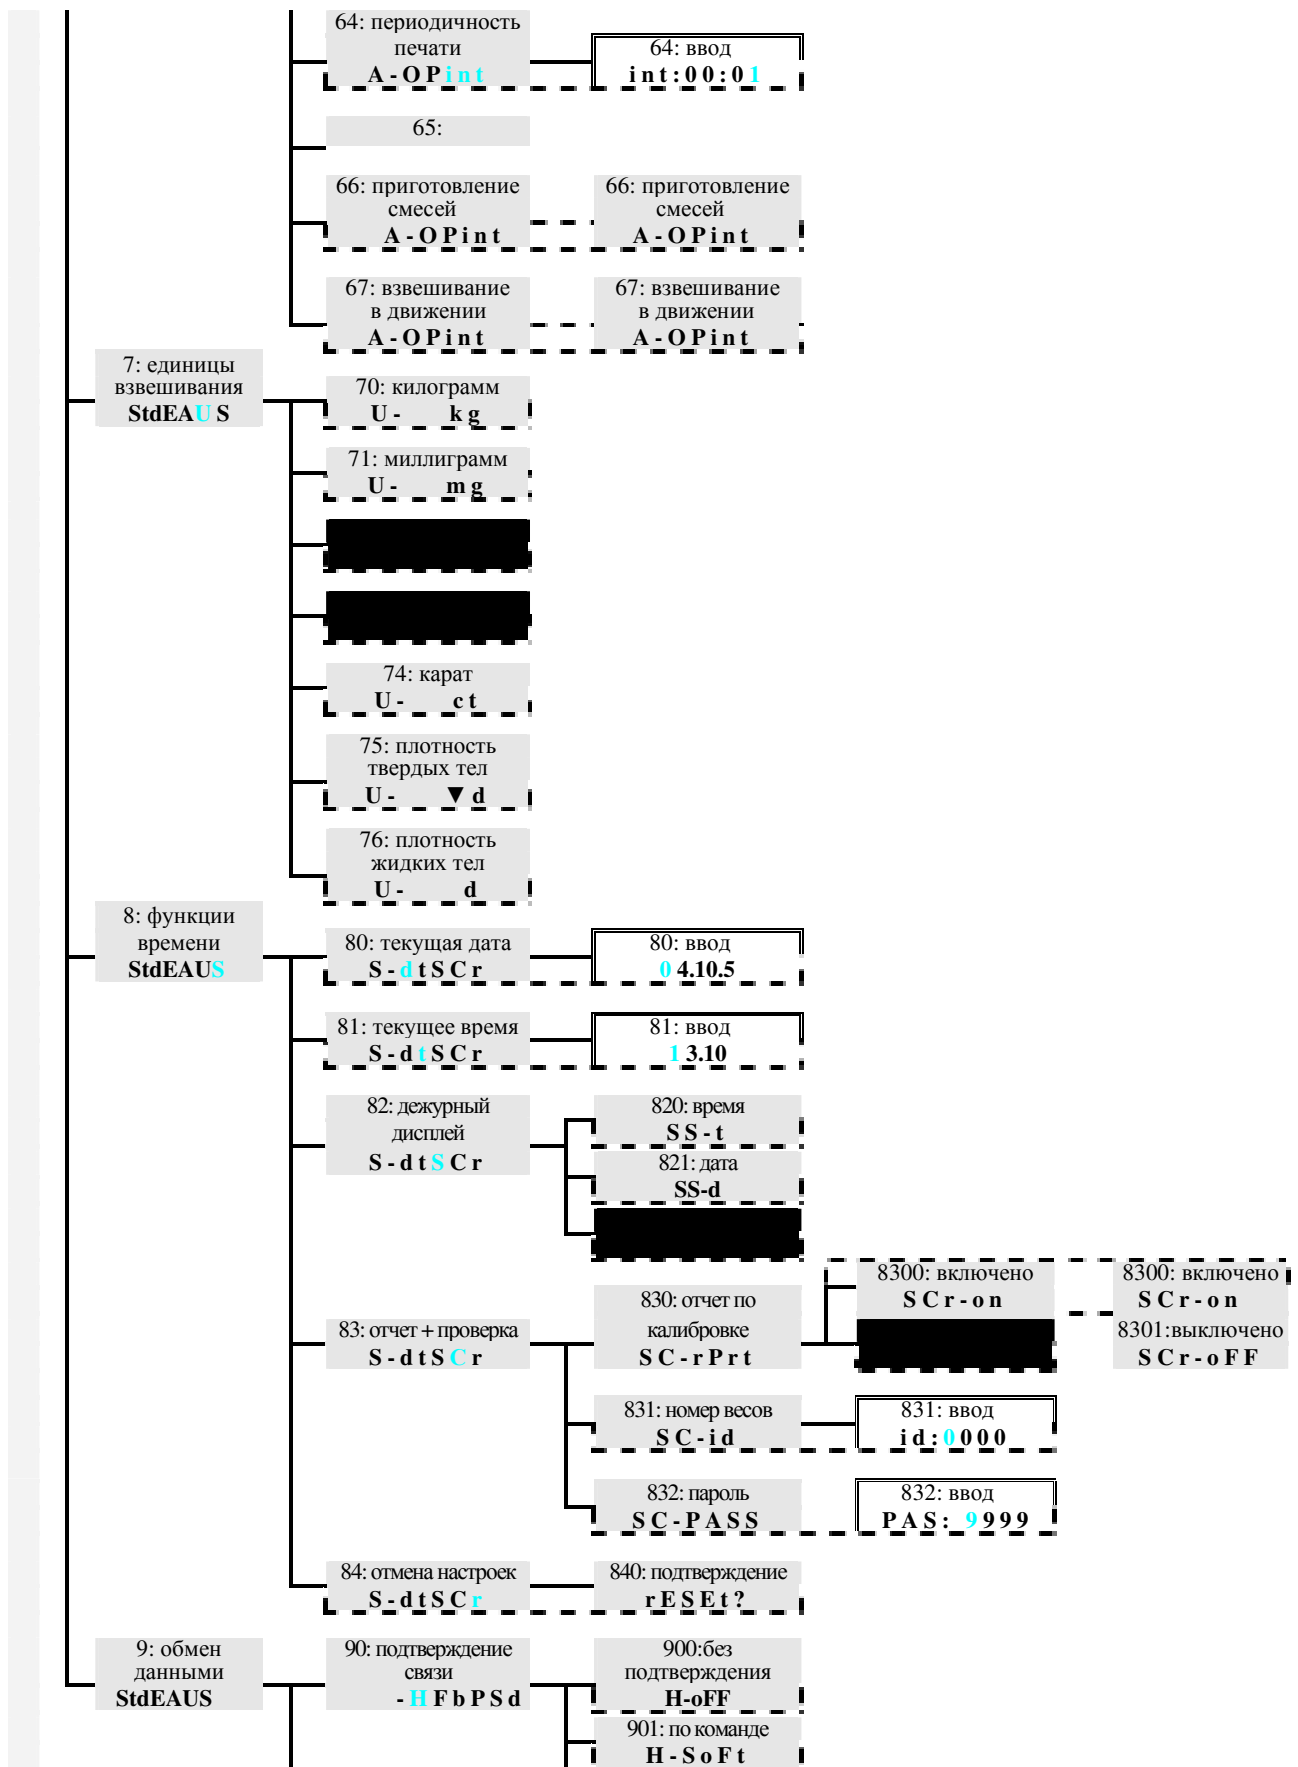 64: периодичность
печати
A-OPint
64: ввод
int:00:01
65:
66: приготовление
смесей
A-OPint
66: приготовление
смесей
A-OPint
67: взвешивание
в движении
A-OPint
67: взвешивание
в движении
A-OPint
7: единицы
взвешивания
StdEAUS
70: килограмм
U- kg
71: миллиграмм
U- mg
74: карат
U- ct
75: плотность
твердых тел
U- ▼d
76: плотность
жидких тел
U- d
8: функции
времени
StdEAUS
80: текущая дата
S-dtSCr
80: ввод
04.10.5
81: текущее время
S-dtSCr
81: ввод
13.10
82: дежурный
дисплей
S-dtSCr
820: время
SS-t
821: дата
SS-d
83: отчет + проверка
S-dtSCr
830: отчет по
калибровке
SC-rPrt
8300: включено
SCr-on
8300: включено
SCr-on
8301:выключено
SCr-oFF
831: номер весов
SC-id
831: ввод
id:0000
832: пароль
SC-PASS
832: ввод
PAS: 9999
84: отмена настроек
S-dtSCr
840: подтверждение
rESEt?
9: обмен
данными
StdEAUS
90: подтверждение
связи
-HFbPSd
900:без
подтверждения
H-oFF
901: по команде
H-SoFt